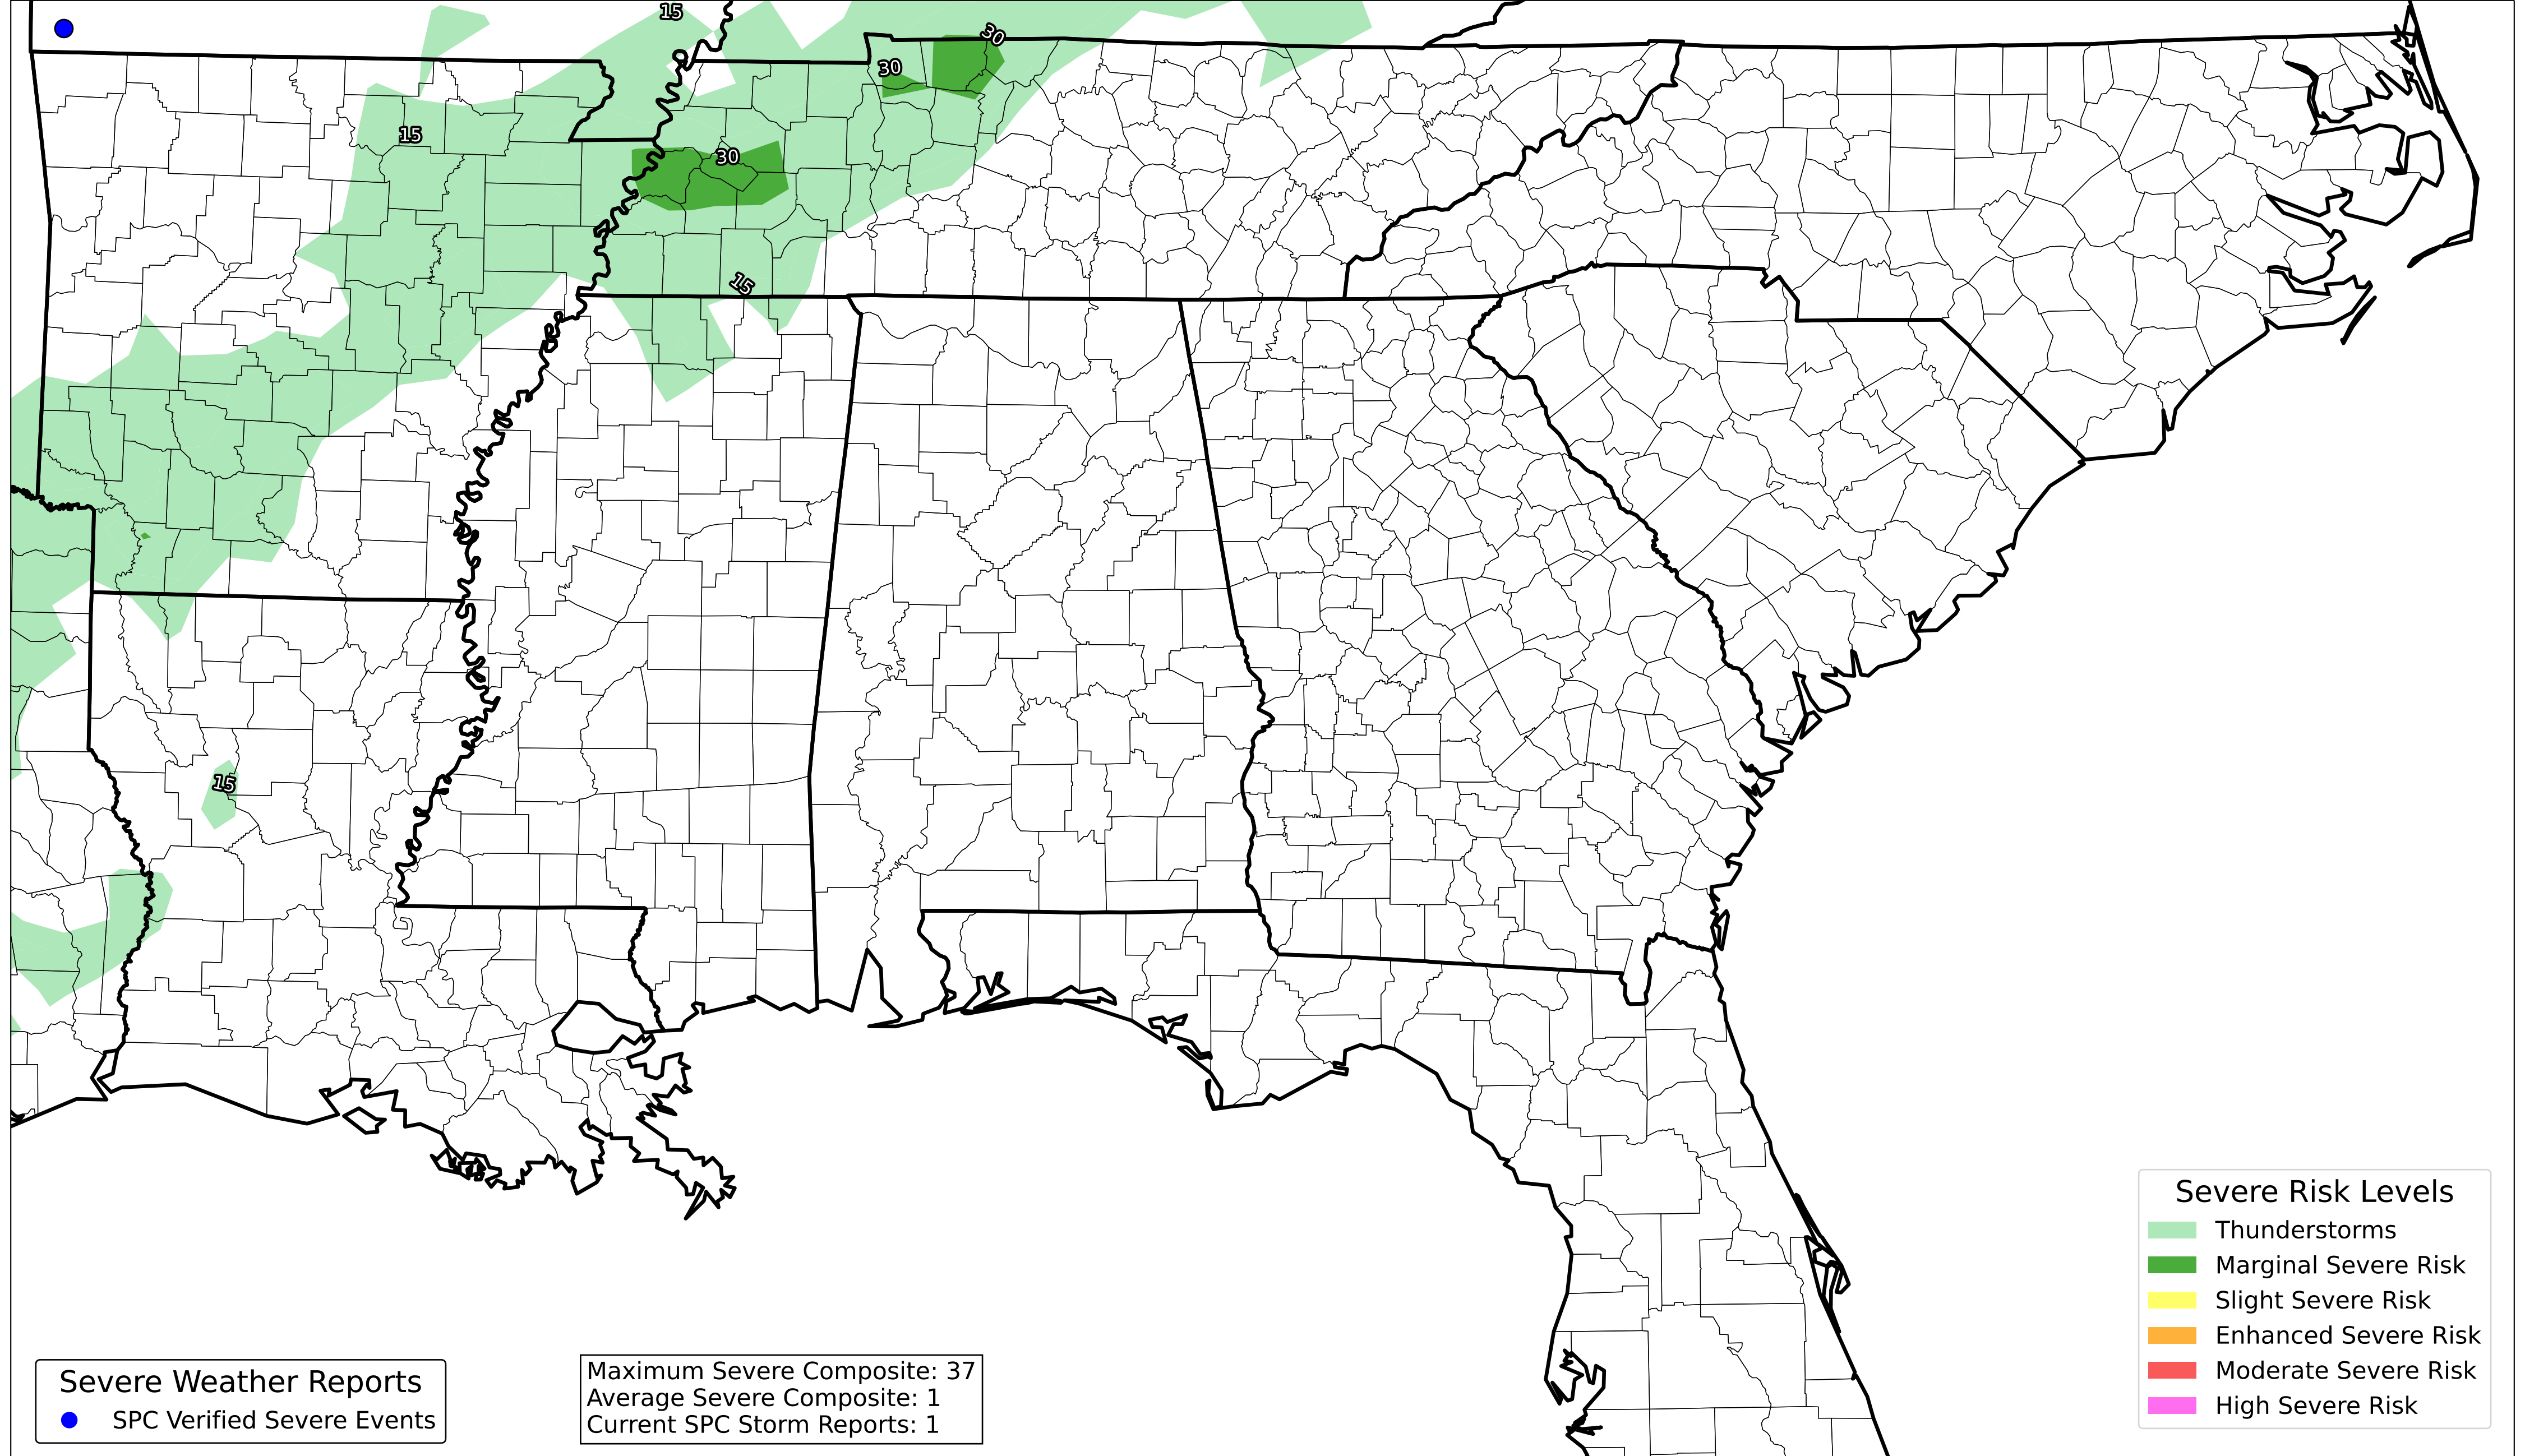 15
30
30
15
30
15
15
Severe Risk Levels
Thunderstorms
Marginal Severe Risk
Slight Severe Risk
Enhanced Severe Risk
Moderate Severe Risk
High Severe Risk
Severe Weather Reports
SPC Verified Severe Events
Maximum Severe Composite: 37
Average Severe Composite: 1
Current SPC Storm Reports: 1